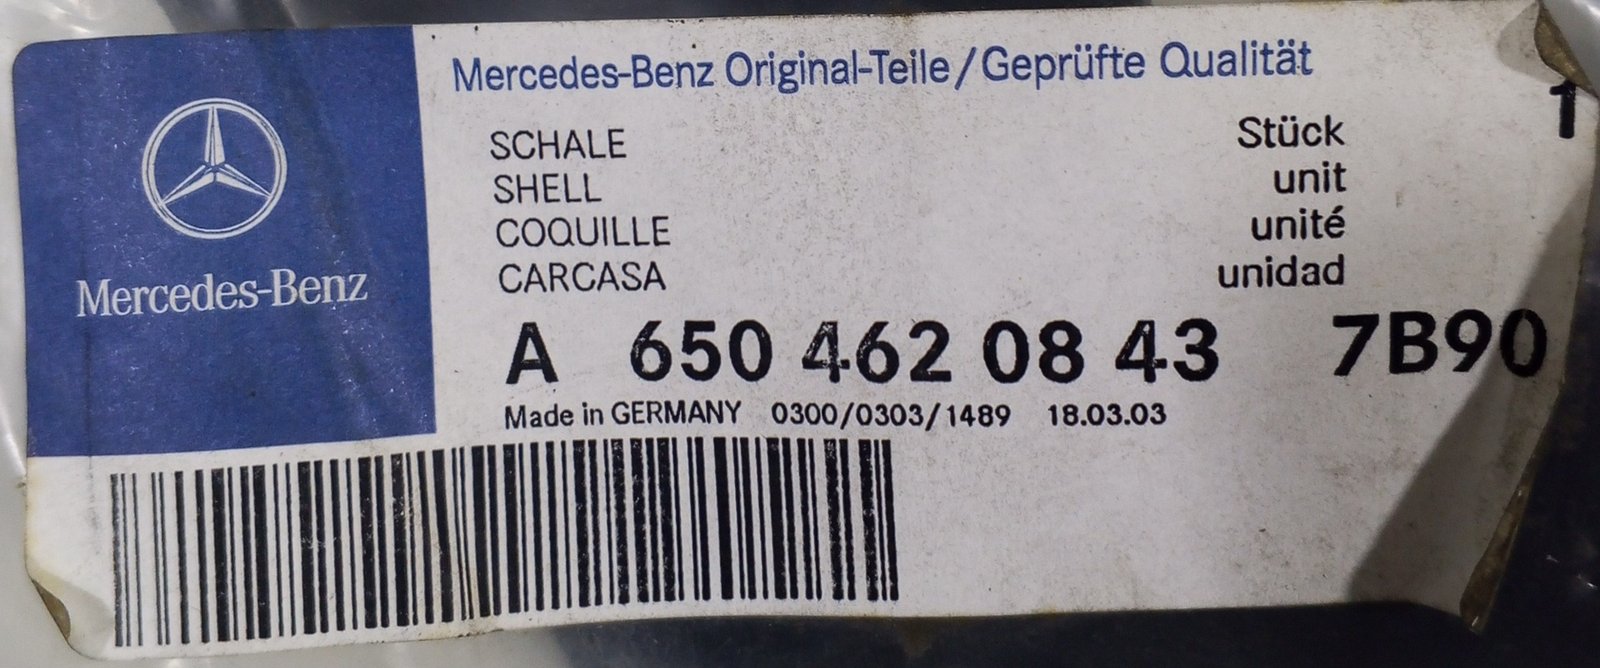 Mercedes-Benz
Mercedes-Benz Original-Teile/Geprüfte Qualität
SCHALE Stück 1
SHELL unit
COQUILLE unité
CARCASA unidad
A 650 462 08 43 7B90
Made in GERMANY 0300/0303/1489 18.03.03